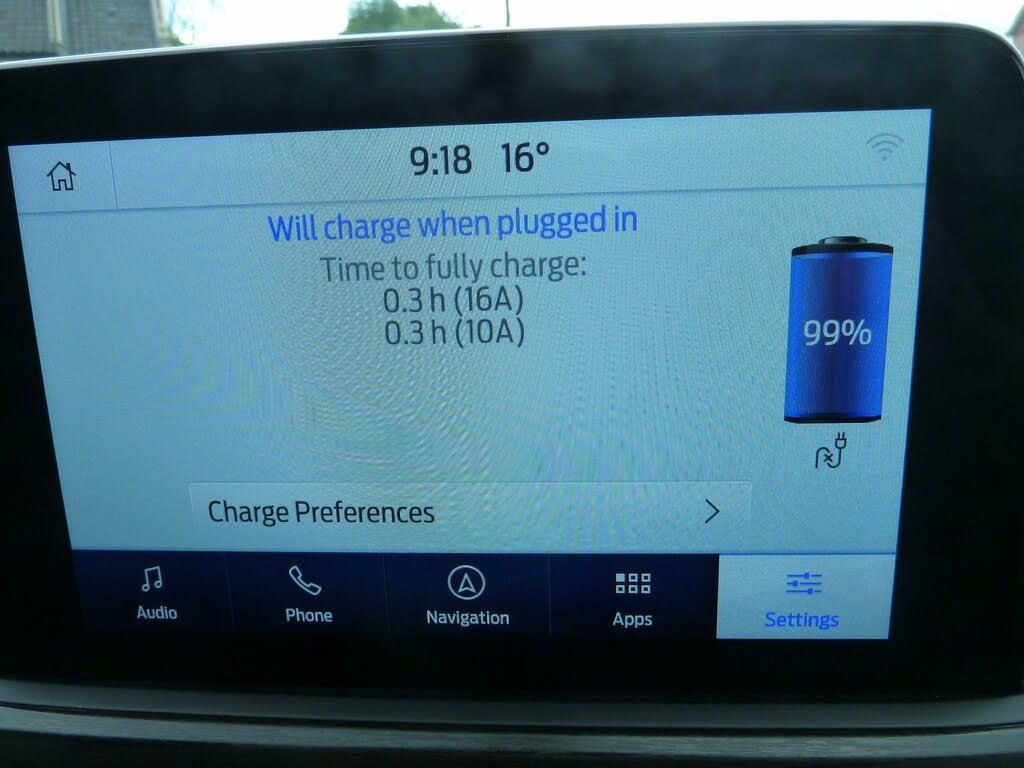 9:18 16°
Will charge when plugged in
Time to fully charge:
0.3 h (16A)
0.3 h (10A)
99%
Charge Preferences
Audio
Phone
Navigation
Apps
Settings